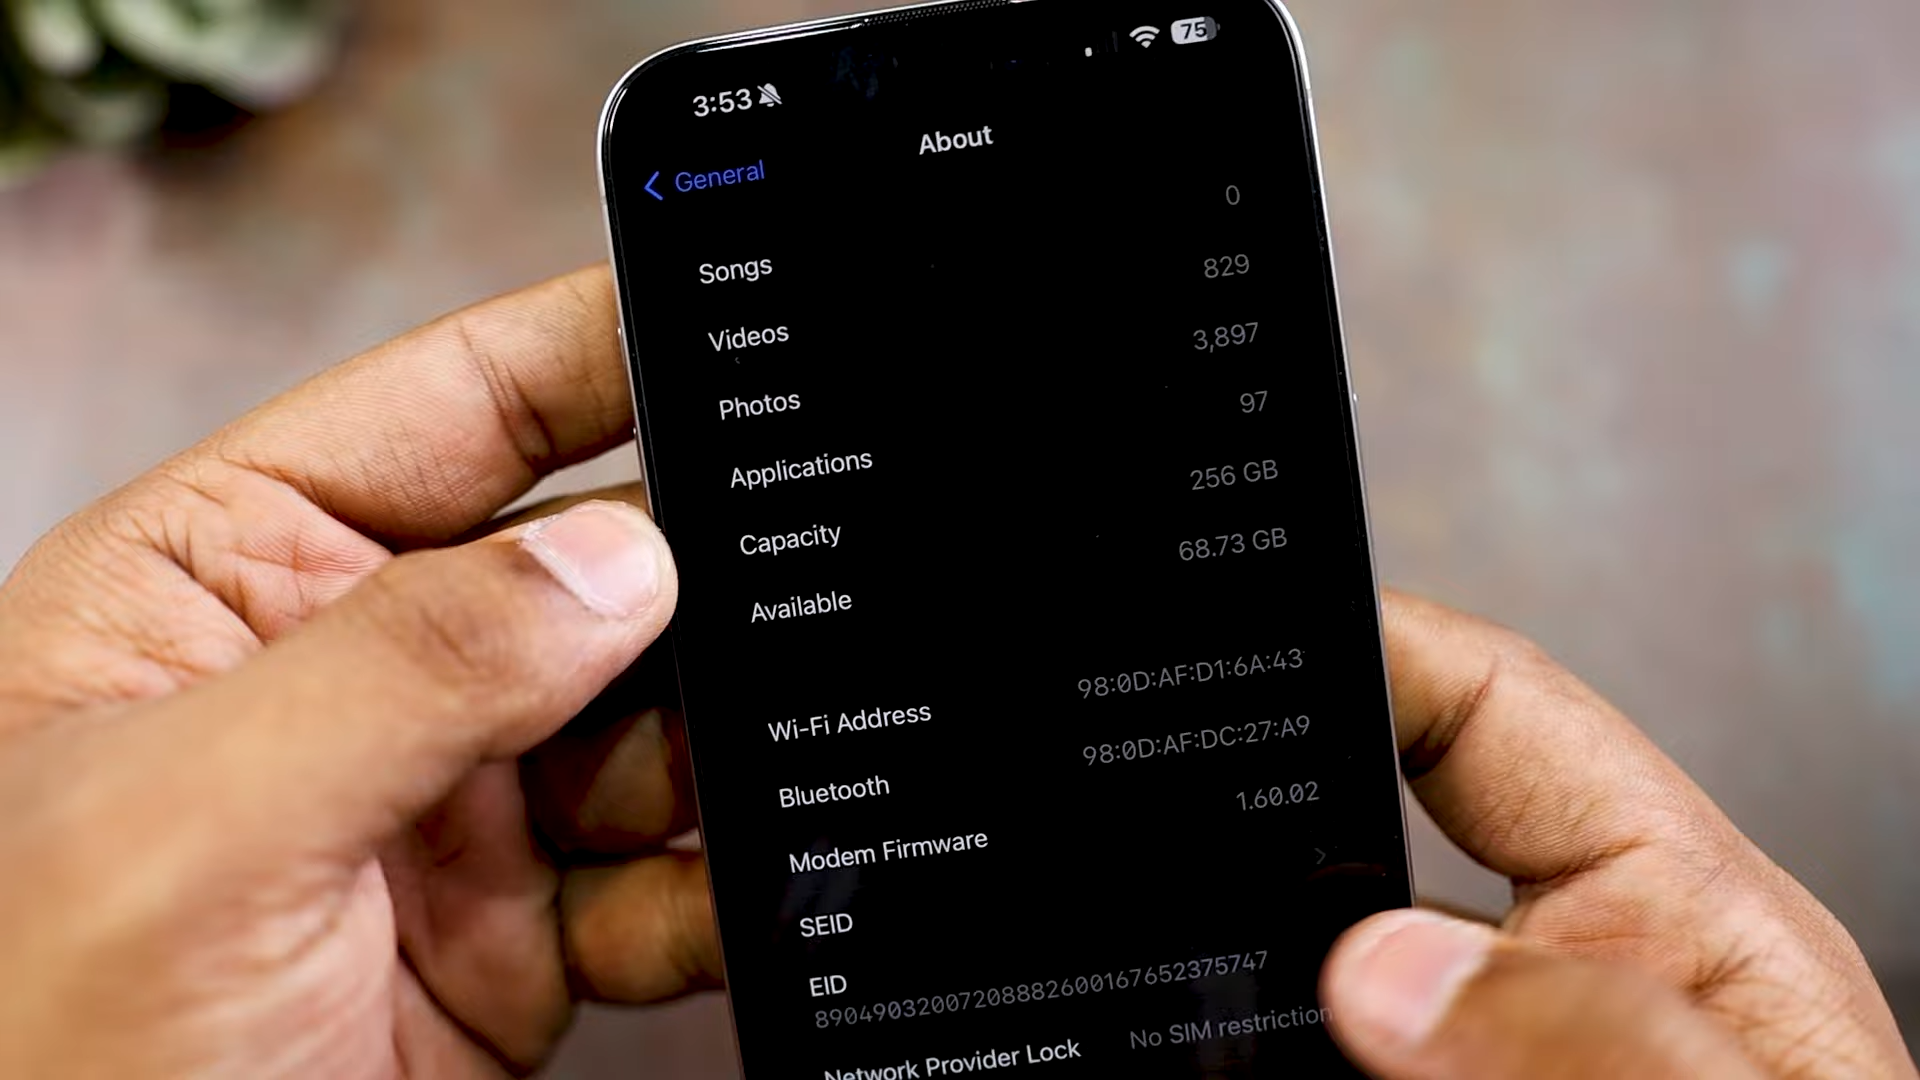 3:53
75
General
About
Songs 0
Videos 829
Photos 3,897
Applications 97
Capacity 256 GB
Available 68.73 GB
Wi-Fi Address 98:0D:AF:D1:6A:43
Bluetooth 98:0D:AF:DC:27:A9
Modem Firmware 1.60.02
SEID
EID
89049032007208882600167652375747
Network Provider Lock No SIM restriction